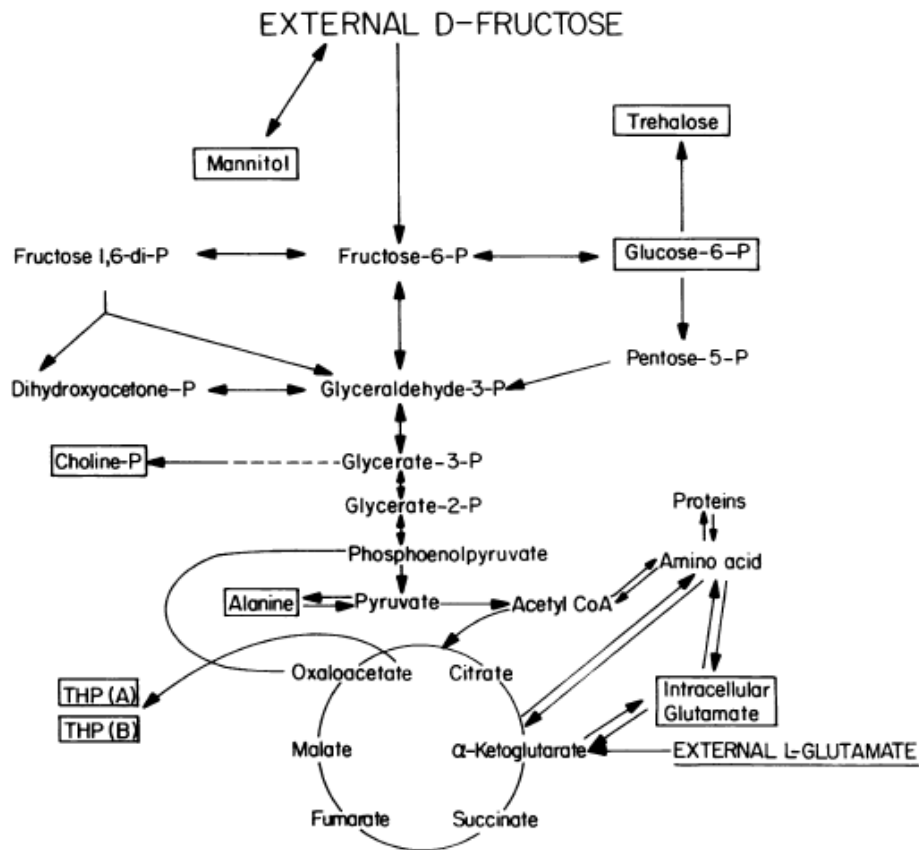 EXTERNAL D-FRUCTOSE
Trehalose
Mannitol
Fructose 1,6-di-P
Fructose-6-P
Glucose-6-P
Pentose-5-P
Dihydroxyacetone-P
Glyceraldehyde-3-P
Choline-P
Glycerate-3-P
Glycerate-2-P
Proteins
Phosphoenolpyruvate
Amino acid
Alanine
Pyruvate
Acetyl CoA
Oxaloacetate
Citrate
THP (A)
THP (B)
Intracellular
Glutamate
Malate
α-Ketoglutarate
EXTERNAL L-GLUTAMATE
Fumarate
Succinate